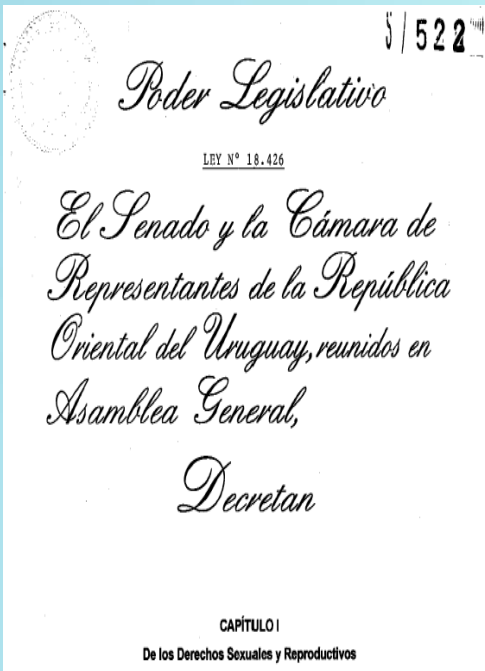 5/522
Poder Legislativo
LEY Nº 18.426
El Senado y la Cámara de
Representantes de la República
Oriental del Uruguay, reunidos en
Asamblea General,
Decretan
CAPÍTULO I
De los Derechos Sexuales y Reproductivos